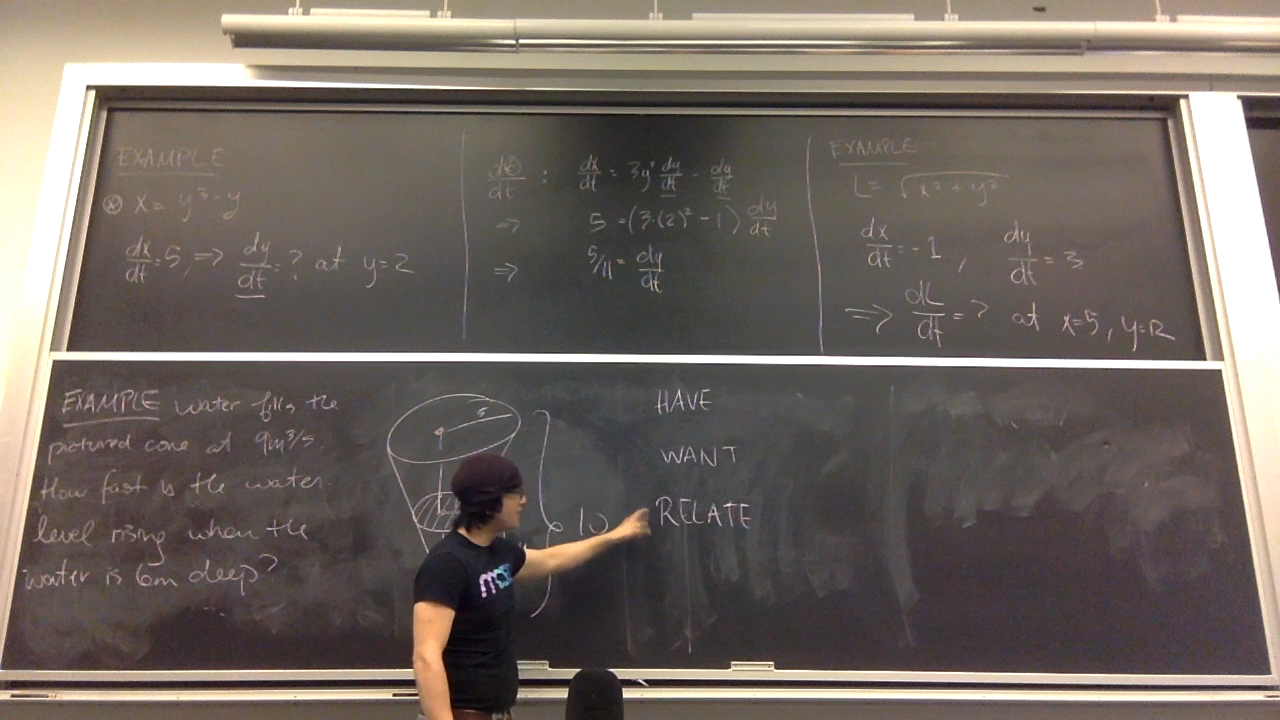 EXAMPLE
⊛ x = y³ - y
dx/dt = 5, ⇒ dy/dt = ? at y=2
: dx/dt = 3y² dy/dt - dy/dt
⇒ 5 = (3·(2)² - 1) dy/dt
⇒ 5/11 = dy/dt
EXAMPLE
L = √x² + y²
dx/dt = -1, dy/dt = 3
⇒ dL/dt = ? at x=5, y=12
EXAMPLE water fills the
pictured cone at 9m³/s.
How fast is the water
level rising when the
water is 6m deep?
5
10
HAVE
WANT
RELATE